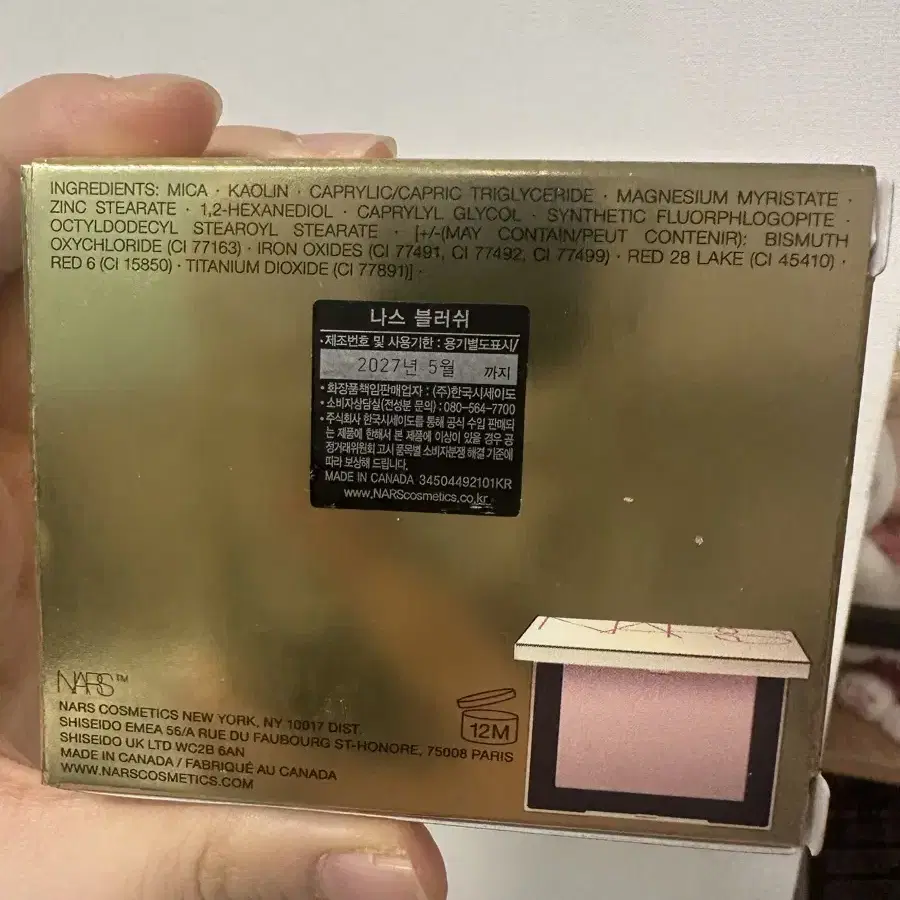 INGREDIENTS: MICA · KAOLIN · CAPRYLIC/CAPRIC TRIGLYCERIDE · MAGNESIUM MYRISTATE ·
ZINC STEARATE · 1,2-HEXANEDIOL · CAPRYLYL GLYCOL · SYNTHETIC FLUORPHLOGOPITE ·
OCTYLDODECYL STEAROYL STEARATE · [+/-(MAY CONTAIN/PEUT CONTENIR): BISMUTH
OXYCHLORIDE (CI 77163) · IRON OXIDES (CI 77491, CI 77492, CI 77499) · RED 28 LAKE (CI 45410) ·
RED 6 (CI 15850) · TITANIUM DIOXIDE (CI 77891)] ·
나스 블러쉬
·제조번호 및 사용기한 : 용기별도표시/
2027년 5월 까지
• 화장품책임판매업자 : (주)한국시세이도
• 소비자상담실(전성분 문의) : 080-564-7700
• 주식회사 한국시세이도를 통해 공식 수입 판매되
는 제품에 한해서 본 제품에 이상이 있을 경우 공
정거래위원회 고시 품목별 소비자분쟁 해결 기준에
따라 보상해 드립니다.
MADE IN CANADA 34504492101KR
www.NARScosmetics.co.kr
NARS™
NARS COSMETICS NEW YORK, NY 10017 DIST.
SHISEIDO EMEA 56/A RUE DU FAUBOURG ST-HONORE, 75008 PARIS
SHISEIDO UK LTD WC2B 6AN
MADE IN CANADA / FABRIQUÉ AU CANADA
WWW.NARSCOSMETICS.COM
12M
NARS